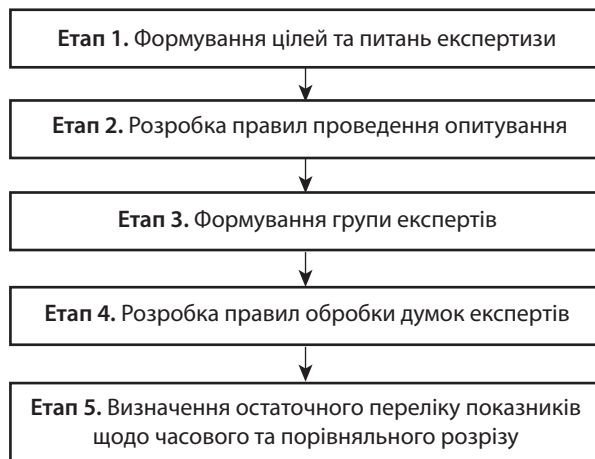 Етап 1. Формування цілей та питань експертизи
Етап 2. Розробка правил проведення опитування
Етап 3. Формування групи експертів
Етап 4. Розробка правил обробки думок експертів
Етап 5. Визначення остаточного переліку показників
щодо часового та порівняльного розрізу